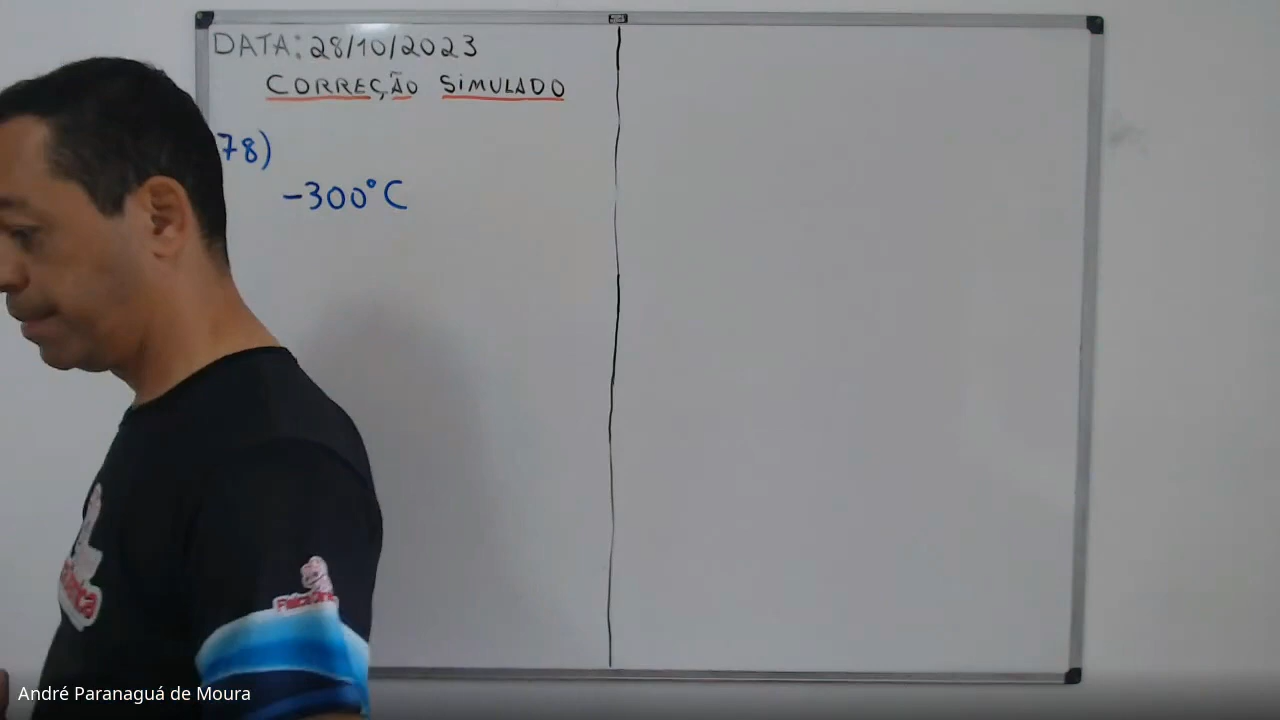 DATA: 28/10/2023
CORREÇÃO SIMULADO
78)
-300°C
André Paranaguá de Moura